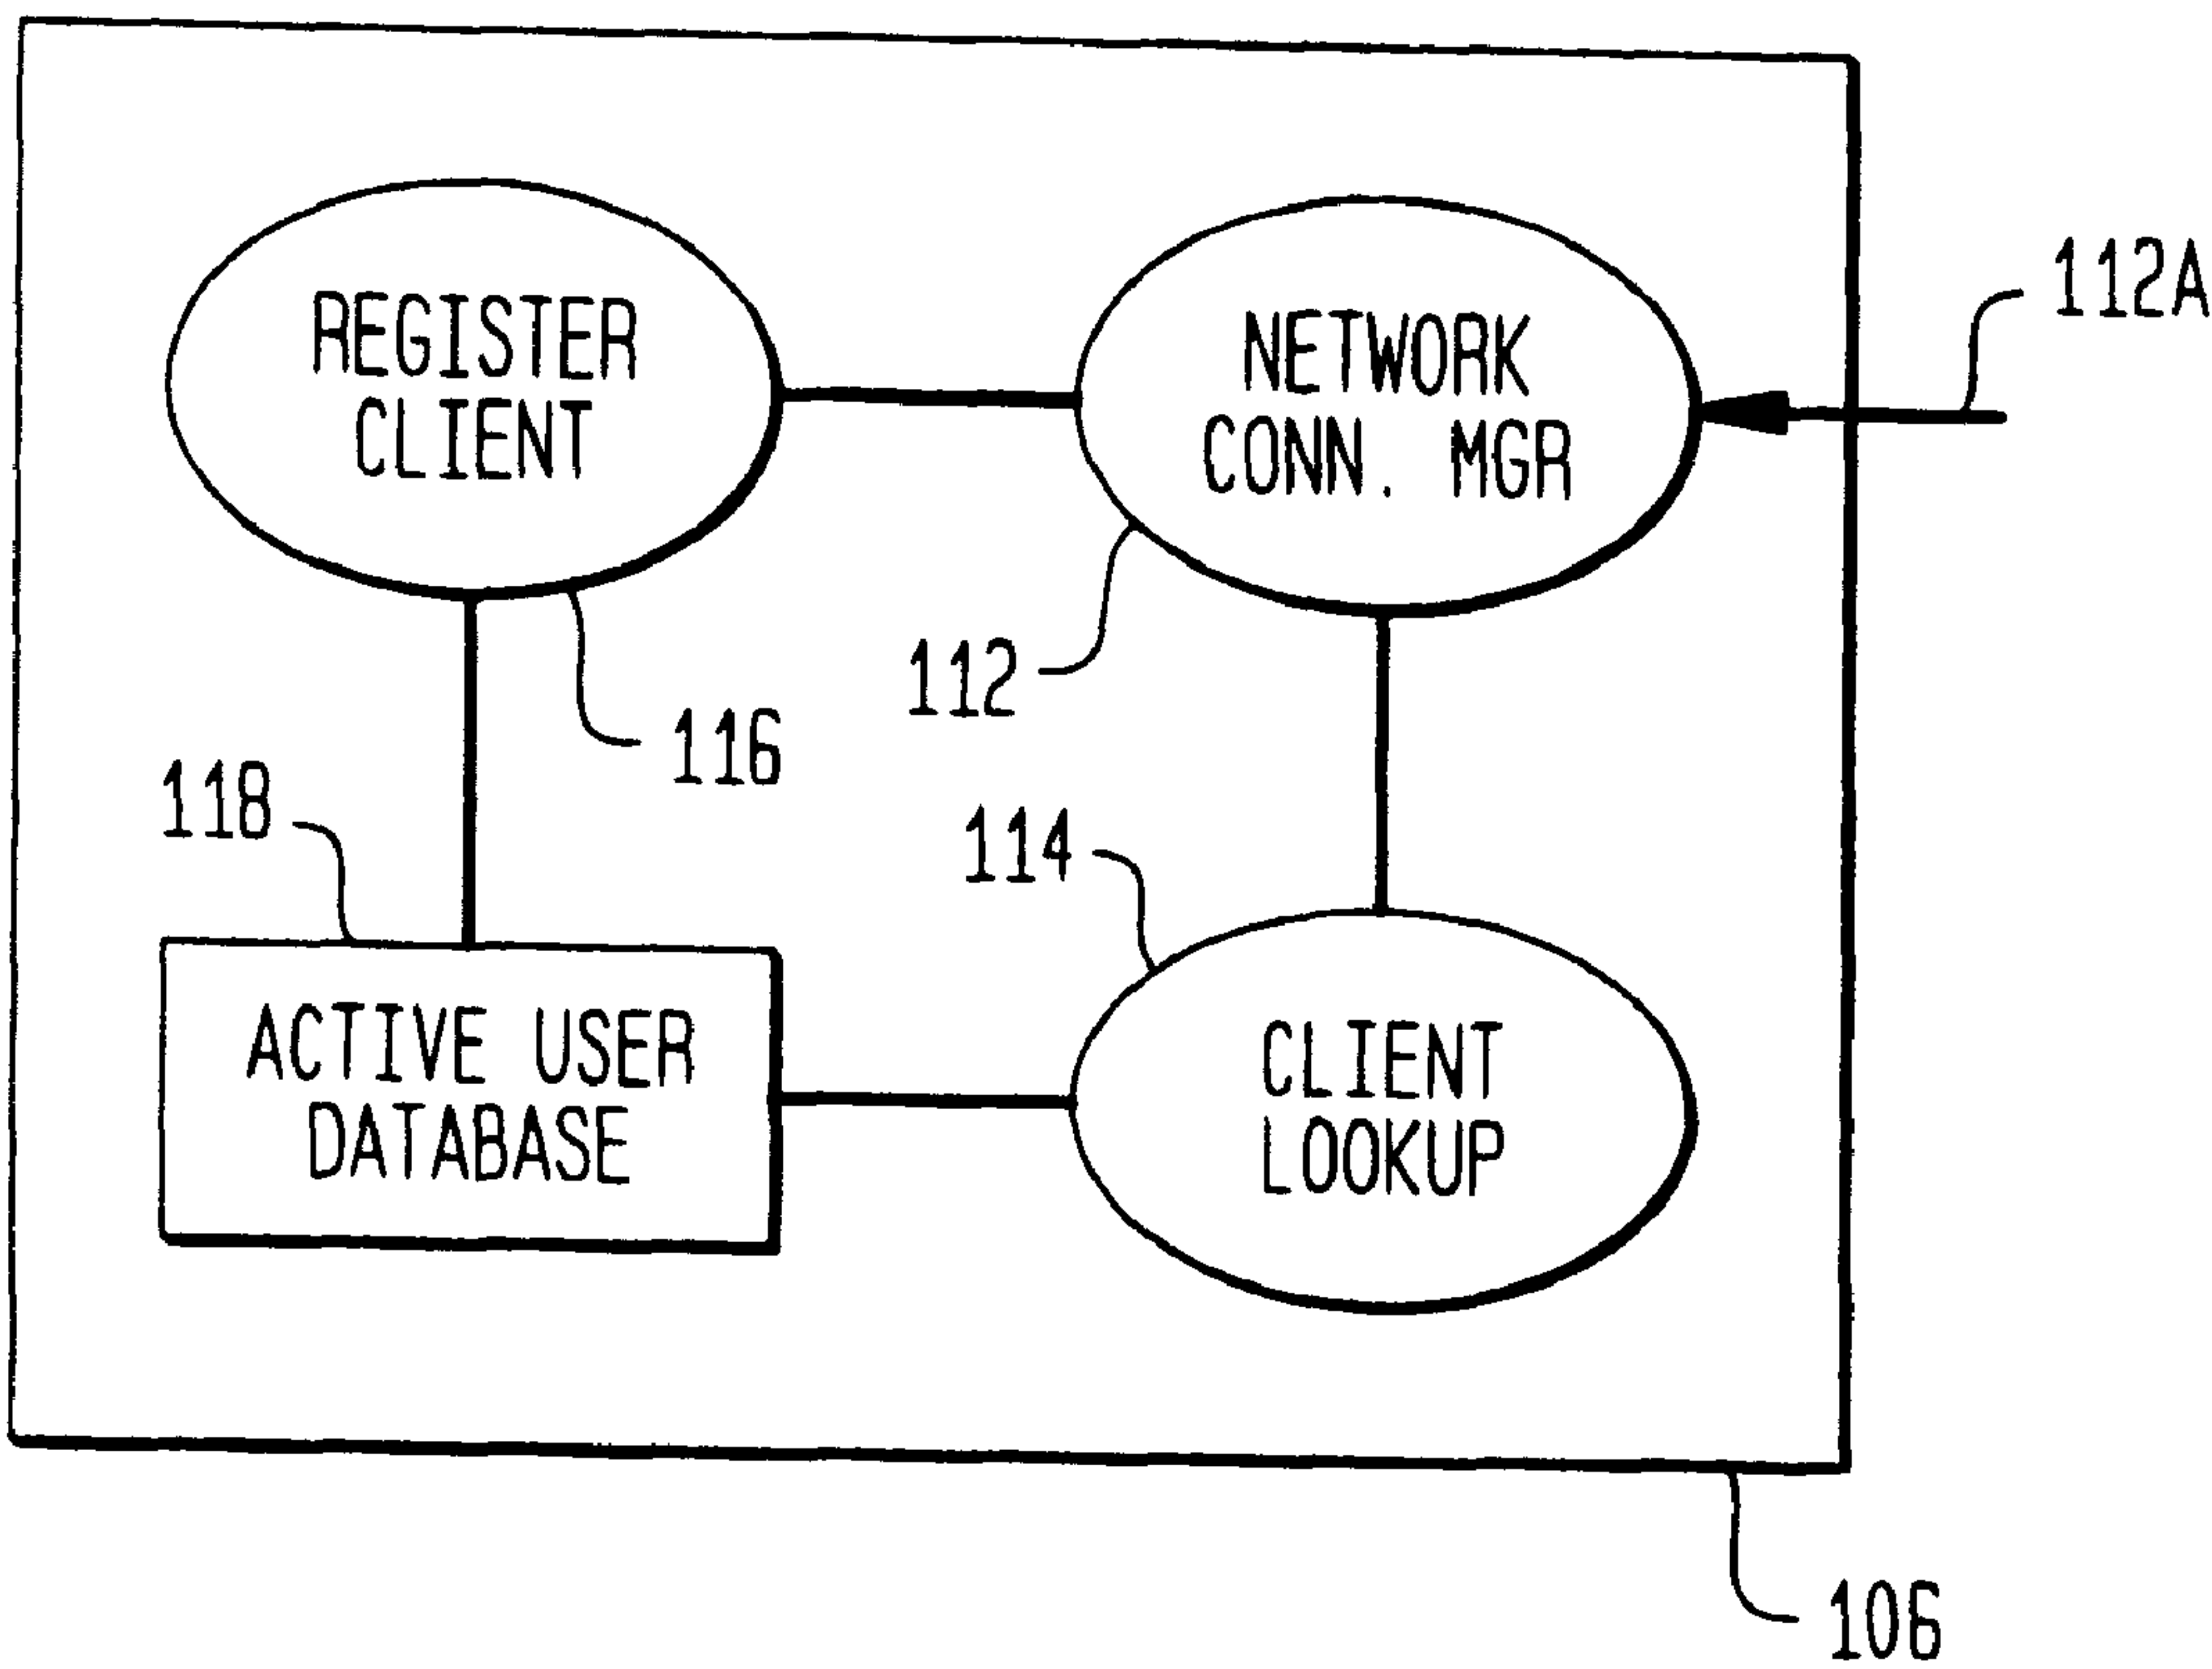 REGISTER
CLIENT
NETWORK
CONN. MGR
112A
112
116
118
114
ACTIVE USER
DATABASE
CLIENT
LOOKUP
106